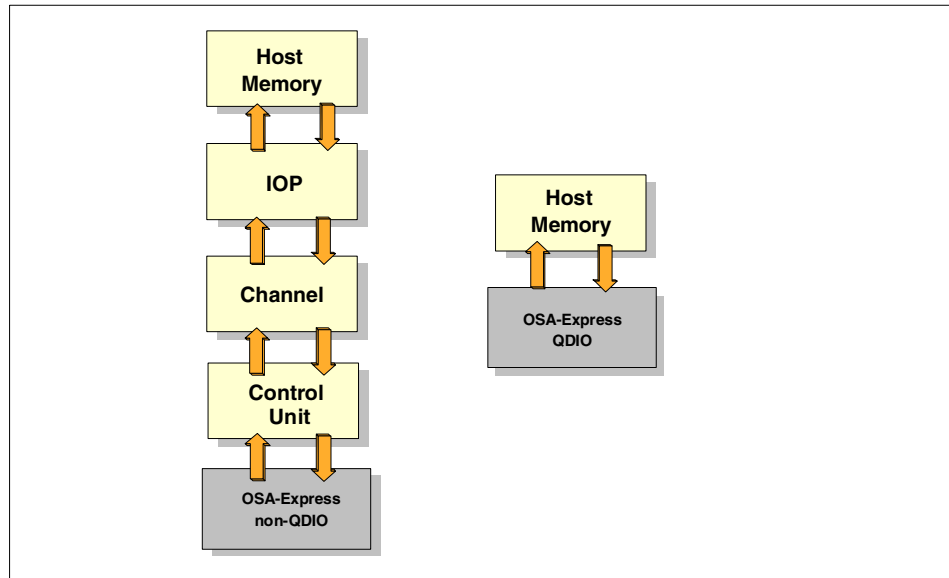 Host
Memory
IOP
Channel
Control
Unit
OSA-Express
non-QDIO
Host
Memory
OSA-Express
QDIO